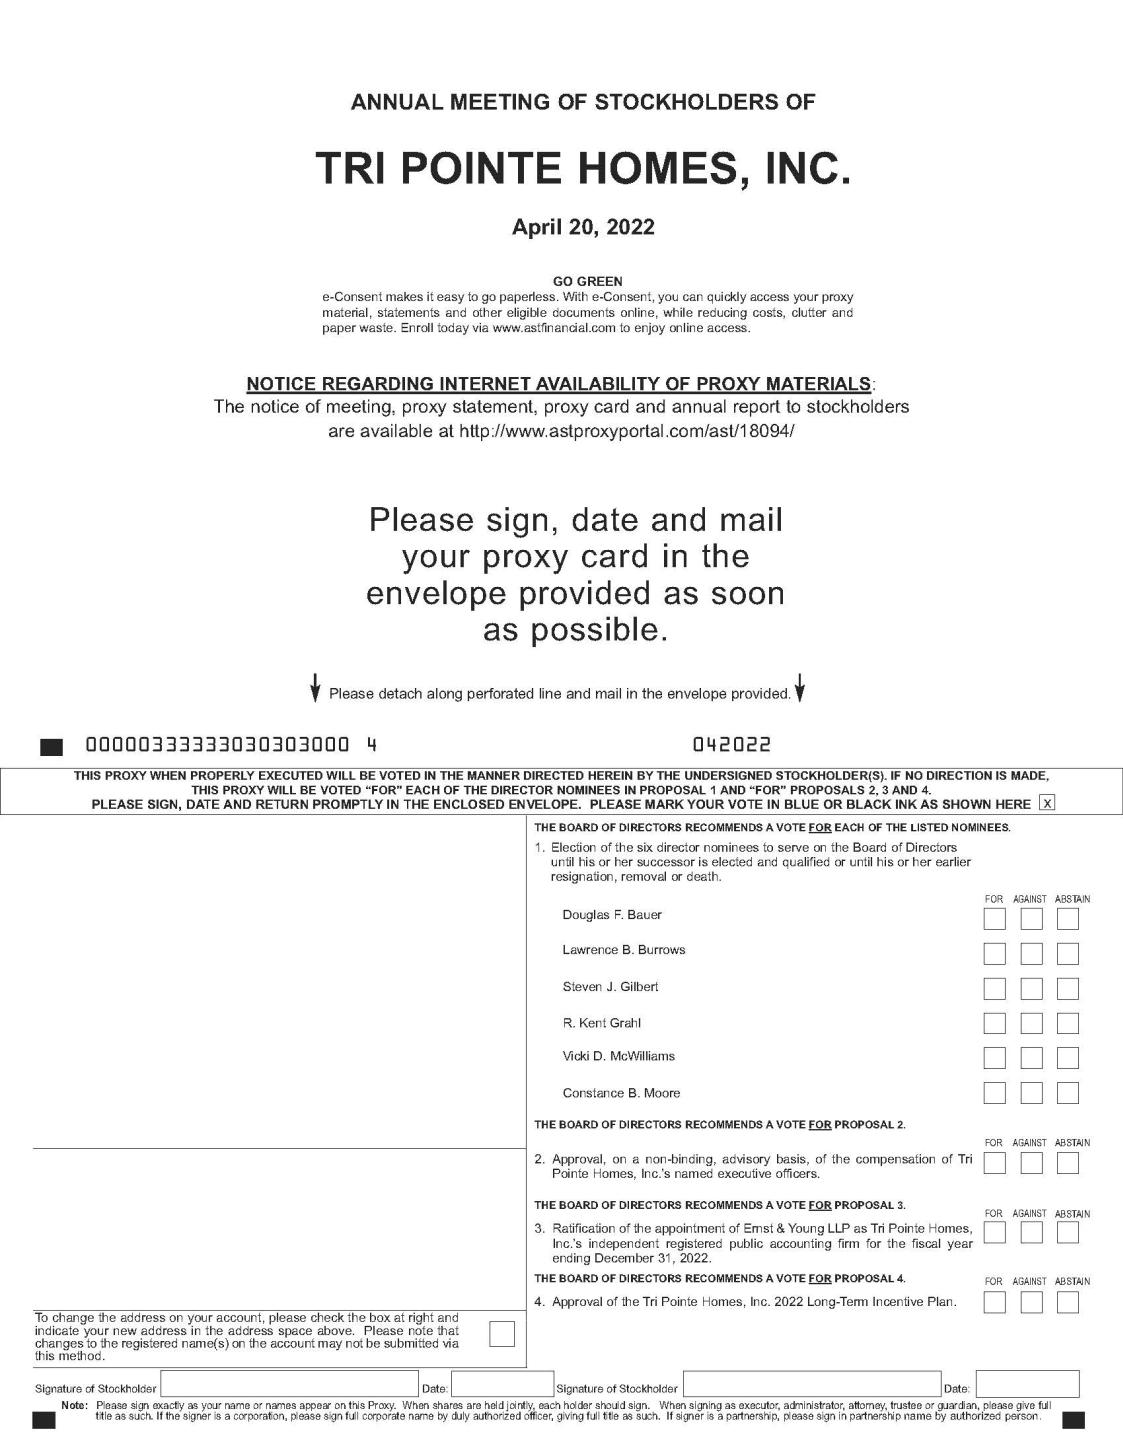 ANNUAL MEETING OF STOCKHOLDERS OF
TRI POINTE HOMES, INC.
April 20, 2022
GO GREEN
e-Consent makes it easy to go paperless. With e-Consent, you can quickly access your proxy
material, statements and other eligible documents online, while reducing costs, clutter and
paper waste. Enroll today via www.astfinancial.com to enjoy online access.
NOTICE REGARDING INTERNET AVAILABILITY OF PROXY MATERIALS:
The notice of meeting, proxy statement, proxy card and annual report to stockholders
are available at http://www.astproxyportal.com/ast/18094/
Please sign, date and mail
your proxy card in the
envelope provided as soon
as possible.
Please detach along perforated line and mail in the envelope provided.
00000333333030303000 4 042022
THIS PROXY WHEN PROPERLY EXECUTED WILL BE VOTED IN THE MANNER DIRECTED HEREIN BY THE UNDERSIGNED STOCKHOLDER(S). IF NO DIRECTION IS MADE,
THIS PROXY WILL BE VOTED “FOR” EACH OF THE DIRECTOR NOMINEES IN PROPOSAL 1 AND “FOR” PROPOSALS 2, 3 AND 4.
PLEASE SIGN, DATE AND RETURN PROMPTLY IN THE ENCLOSED ENVELOPE. PLEASE MARK YOUR VOTE IN BLUE OR BLACK INK AS SHOWN HERE X
THE BOARD OF DIRECTORS RECOMMENDS A VOTE FOR EACH OF THE LISTED NOMINEES.
1. Election of the six director nominees to serve on the Board of Directors
until his or her successor is elected and qualified or until his or her earlier
resignation, removal or death.
FOR AGAINST ABSTAIN
Douglas F. Bauer
Lawrence B. Burrows
Steven J. Gilbert
R. Kent Grahl
Vicki D. McWilliams
Constance B. Moore
THE BOARD OF DIRECTORS RECOMMENDS A VOTE FOR PROPOSAL 2.
FOR AGAINST ABSTAIN
2. Approval, on a non-binding, advisory basis, of the compensation of Tri
Pointe Homes, Inc.’s named executive officers.
THE BOARD OF DIRECTORS RECOMMENDS A VOTE FOR PROPOSAL 3.
FOR AGAINST ABSTAIN
3. Ratification of the appointment of Ernst & Young LLP as Tri Pointe Homes,
Inc.’s independent registered public accounting firm for the fiscal year
ending December 31, 2022.
THE BOARD OF DIRECTORS RECOMMENDS A VOTE FOR PROPOSAL 4.
FOR AGAINST ABSTAIN
4. Approval of the Tri Pointe Homes, Inc. 2022 Long-Term Incentive Plan.
To change the address on your account, please check the box at right and
indicate your new address in the address space above. Please note that
changes to the registered name(s) on the account may not be submitted via
this method.
Signature of Stockholder Date: Signature of Stockholder Date:
Note: Please sign exactly as your name or names appear on this Proxy. When shares are held jointly, each holder should sign. When signing as executor, administrator, attorney, trustee or guardian, please give full
title as such. If the signer is a corporation, please sign full corporate name by duly authorized officer, giving full title as such. If signer is a partnership, please sign in partnership name by authorized person.